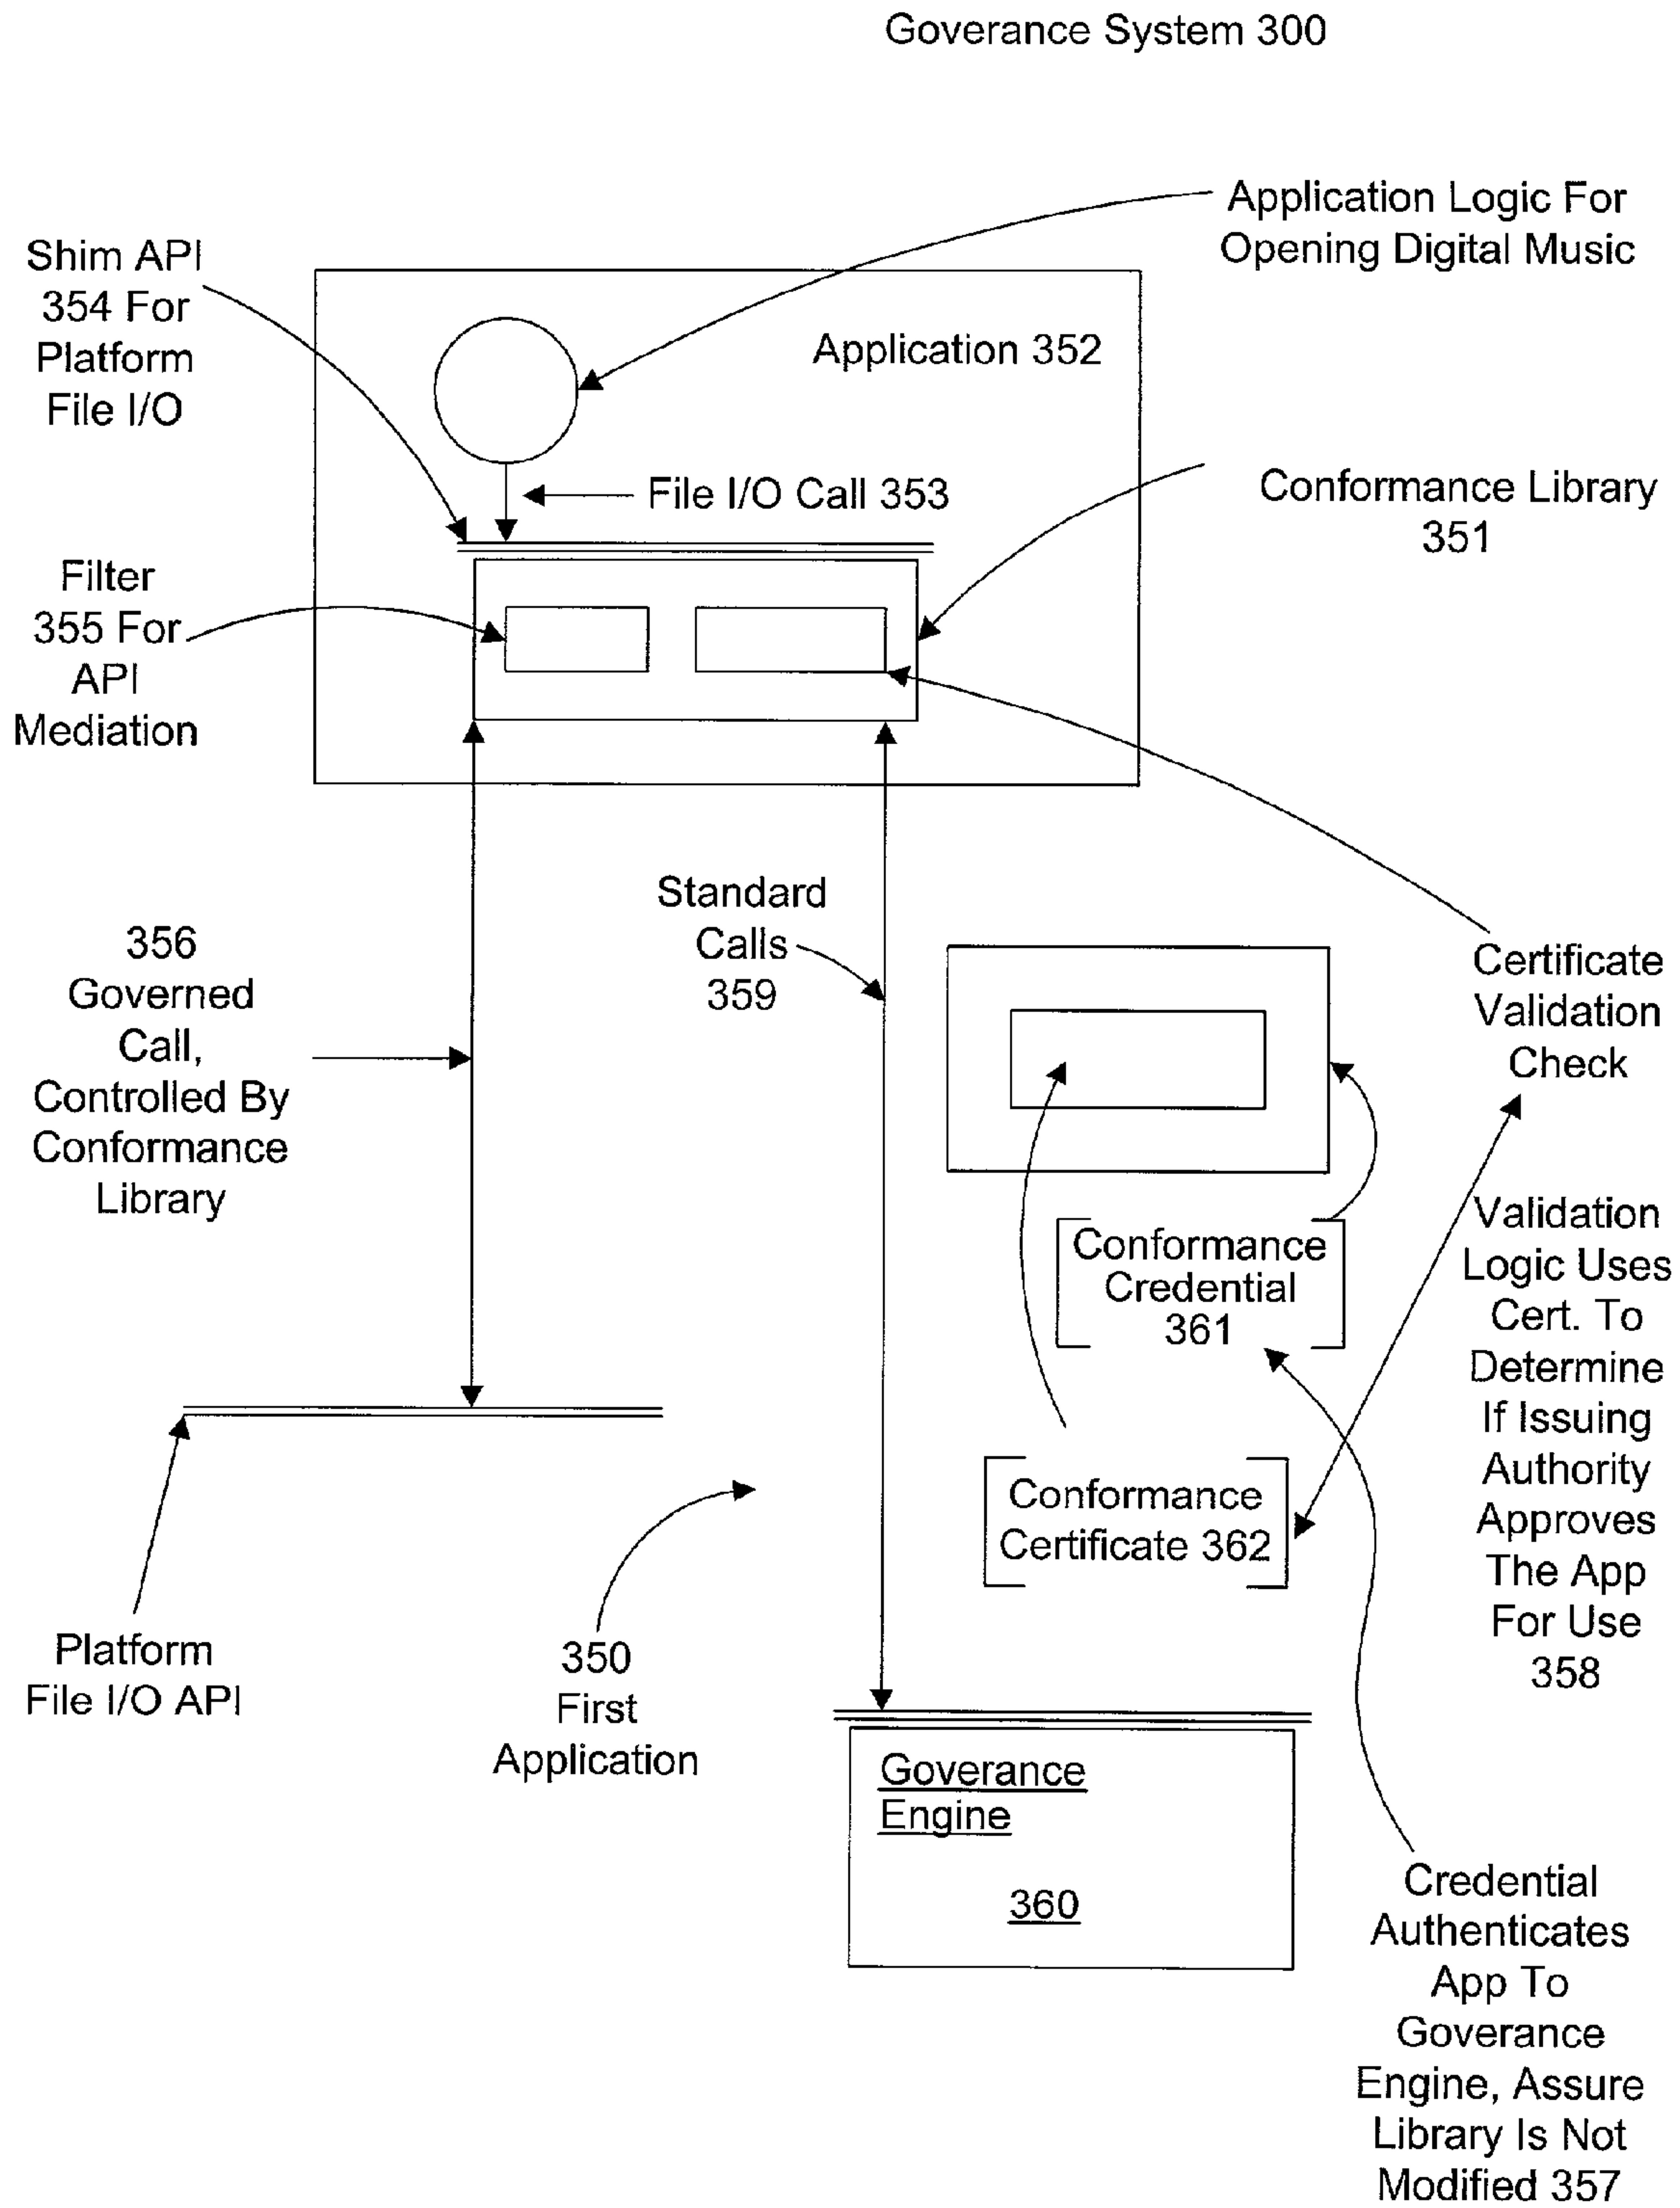 Goverance System 300
Application Logic For
Opening Digital Music
Shim API
354 For
Platform
File I/O
Application 352
File I/O Call 353
Conformance Library
351
Filter
355 For
API
Mediation
Standard
Calls
359
356
Governed
Call,
Controlled By
Conformance
Library
Certificate
Validation
Check
Conformance
Credential
361
Validation
Logic Uses
Cert. To
Determine
If Issuing
Authority
Approves
The App
For Use
358
Conformance
Certificate 362
Platform
File I/O API
350
First
Application
Goverance
Engine
360
Credential
Authenticates
App To
Goverance
Engine, Assure
Library Is Not
Modified 357